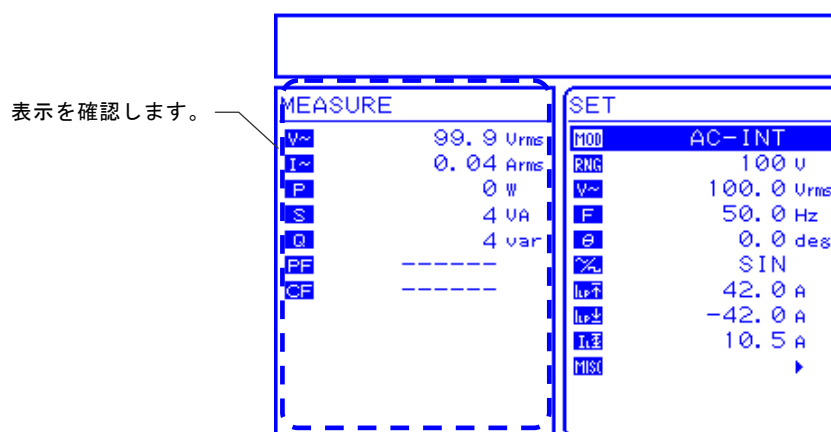 表示を確認します。
MEASURE
V~ 99.9 Vrms
I~ 0.04 Arms
P 0 W
S 4 VA
Q 4 var
PF ------
CF ------
SET
MOD AC-INT
RNG 100 V
V~ 100.0 Vrms
F 50.0 Hz
θ 0.0 deg
SIN
42.0 A
-42.0 A
10.5 A
MISC